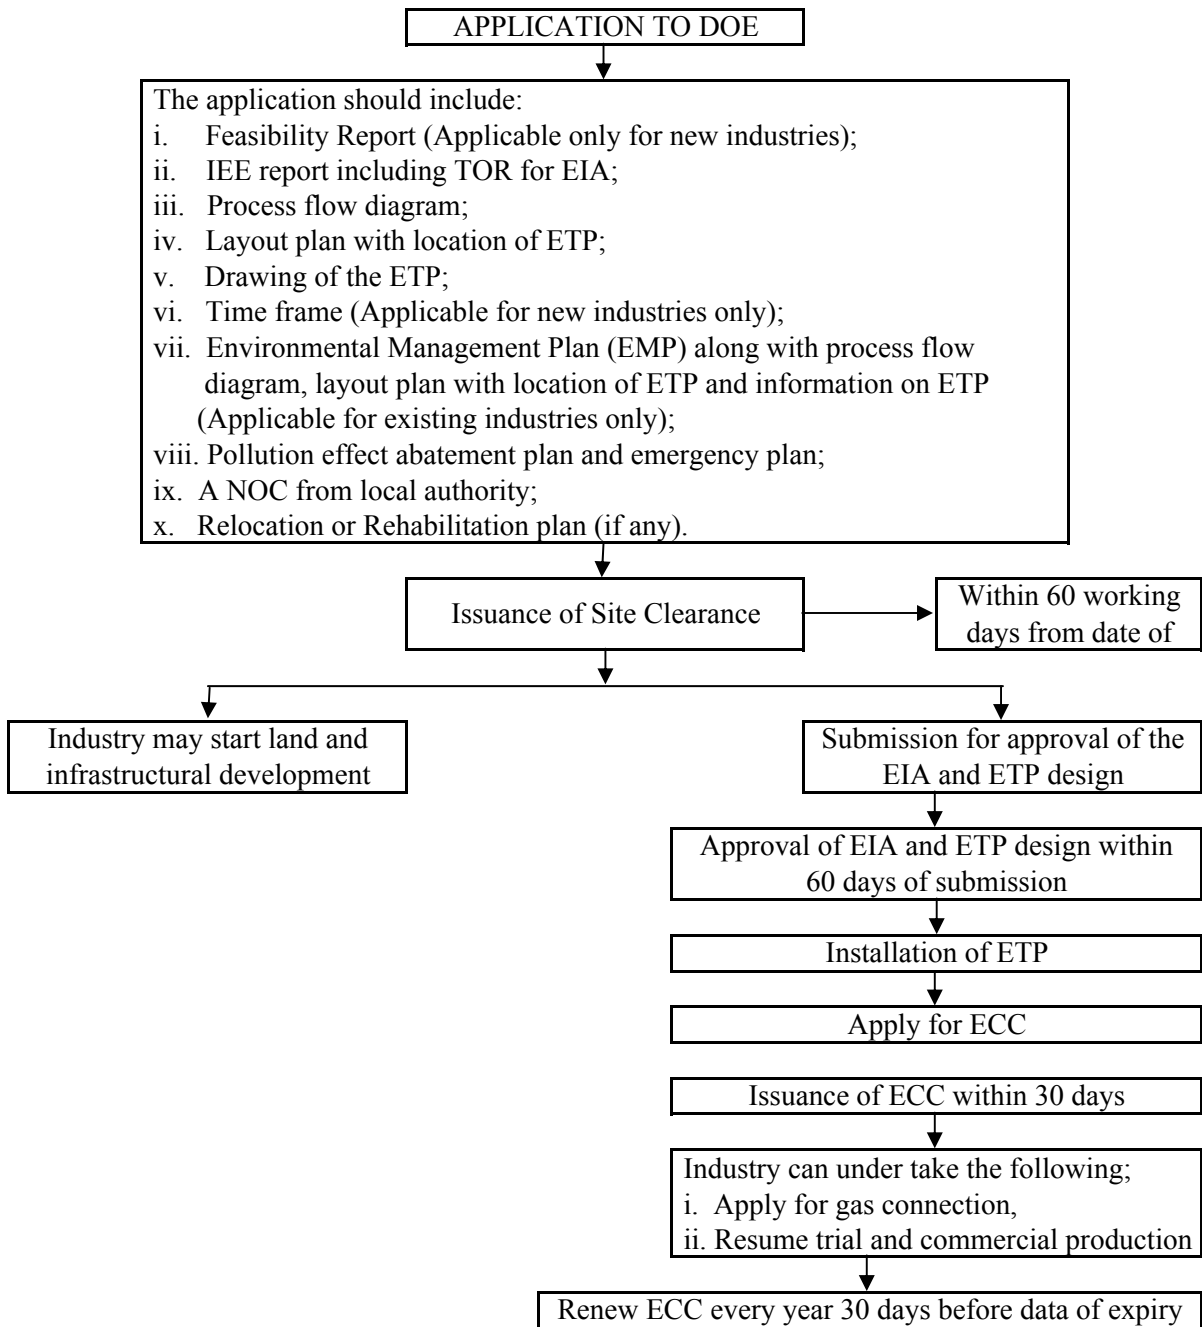 APPLICATION TO DOE
The application should include:
i. Feasibility Report (Applicable only for new industries);
ii. IEE report including TOR for EIA;
iii. Process flow diagram;
iv. Layout plan with location of ETP;
v. Drawing of the ETP;
vi. Time frame (Applicable for new industries only);
vii. Environmental Management Plan (EMP) along with process flow
diagram, layout plan with location of ETP and information on ETP
(Applicable for existing industries only);
viii. Pollution effect abatement plan and emergency plan;
ix. A NOC from local authority;
x. Relocation or Rehabilitation plan (if any).
Issuance of Site Clearance
Within 60 working
days from date of
Industry may start land and
infrastructural development
Submission for approval of the
EIA and ETP design
Approval of EIA and ETP design within
60 days of submission
Installation of ETP
Apply for ECC
Issuance of ECC within 30 days
Industry can under take the following;
i. Apply for gas connection,
ii. Resume trial and commercial production
Renew ECC every year 30 days before data of expiry